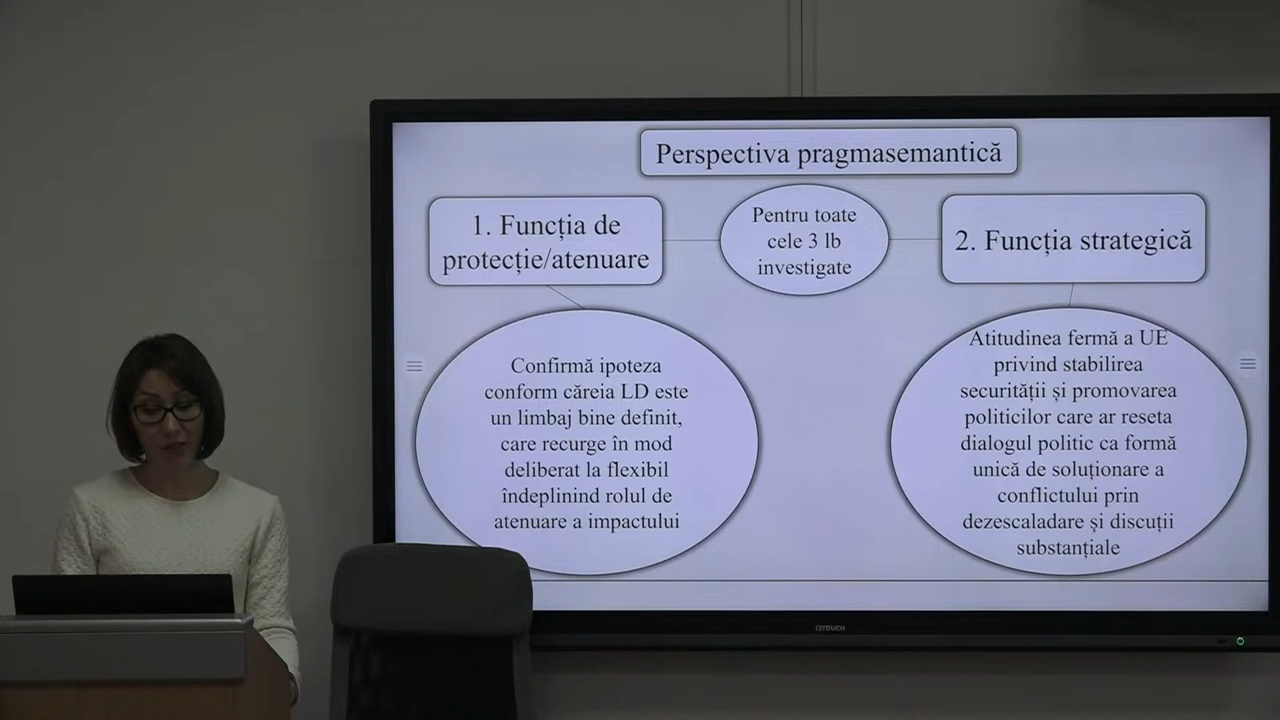 Perspectiva pragmasemantică
1. Funcția de
protecție/atenuare
Pentru toate
cele 3 lb
investigate
2. Funcția strategică
Confirmă ipoteza
conform căreia LD este
un limbaj bine definit,
care recurge în mod
deliberat la flexibil
îndeplinind rolul de
atenuare a impactului
Atitudinea fermă a UE
privind stabilirea
securității și promovarea
politicilor care ar reseta
dialogul politic ca formă
unică de soluționare a
conflictului prin
dezescaladare și discuții
substanțiale